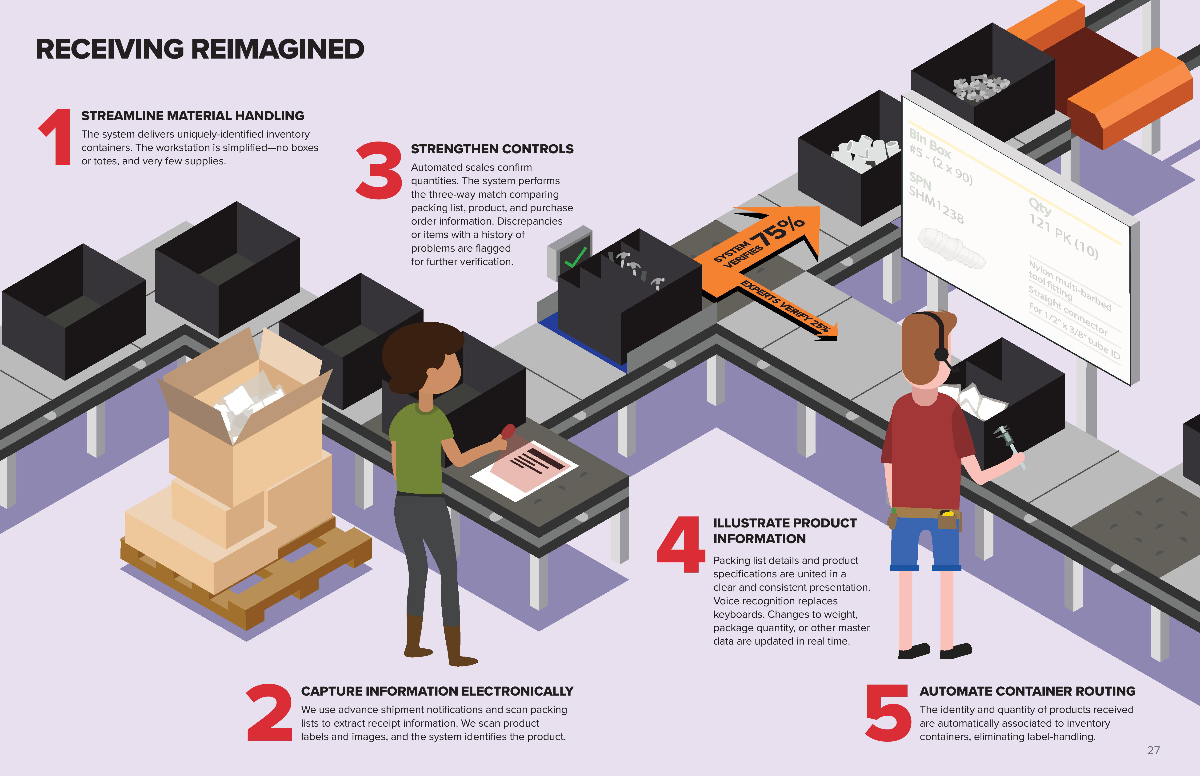 RECEIVING REIMAGINED
1
STREAMLINE MATERIAL HANDLING
The system delivers uniquely-identified inventory
containers. The workstation is simplified—no boxes
or totes, and very few supplies.
3
STRENGTHEN CONTROLS
Automated scales confirm
quantities. The system performs
the three-way match comparing
packing list, product, and purchase
order information. Discrepancies
or items with a history of
problems are flagged
for further verification.
SYSTEM
VERIFIES 75%
EXPERTS VERIFY 25%
Bin Box
#5 - (2 x 90)
SPN
SHM1238
Qty
121 PK (10)
Nylon multi-barbed
tool fitting
Straight connector
For 1/2" x 3/8" tube ID
4
ILLUSTRATE PRODUCT
INFORMATION
Packing list details and product
specifications are united in a
clear and consistent presentation.
Voice recognition replaces
keyboards. Changes to weight,
package quantity, or other master
data are updated in real time.
2
CAPTURE INFORMATION ELECTRONICALLY
We use advance shipment notifications and scan packing
lists to extract receipt information. We scan product
labels and images, and the system identifies the product.
5
AUTOMATE CONTAINER ROUTING
The identity and quantity of products received
are automatically associated to inventory
containers, eliminating label-handling.
27